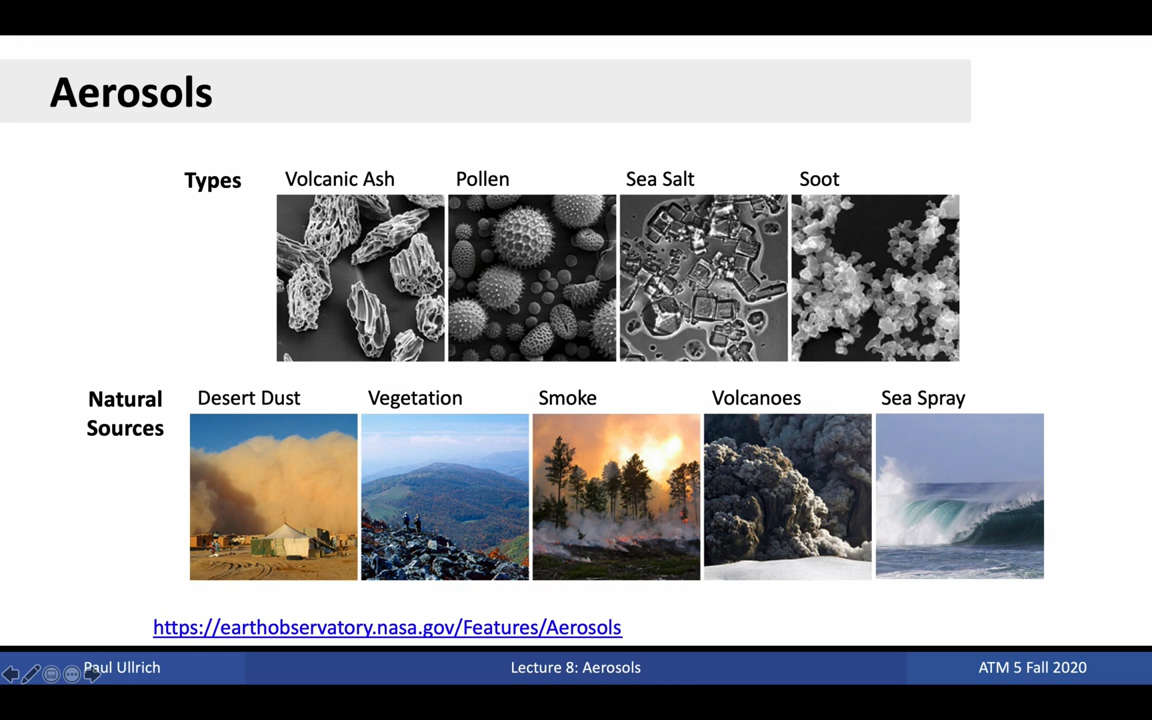 Aerosols
Types
Volcanic Ash
Pollen
Sea Salt
Soot
Natural
Sources
Desert Dust
Vegetation
Smoke
Volcanoes
Sea Spray
https://earthobservatory.nasa.gov/Features/Aerosols
Paul Ullrich
Lecture 8: Aerosols
ATM 5 Fall 2020